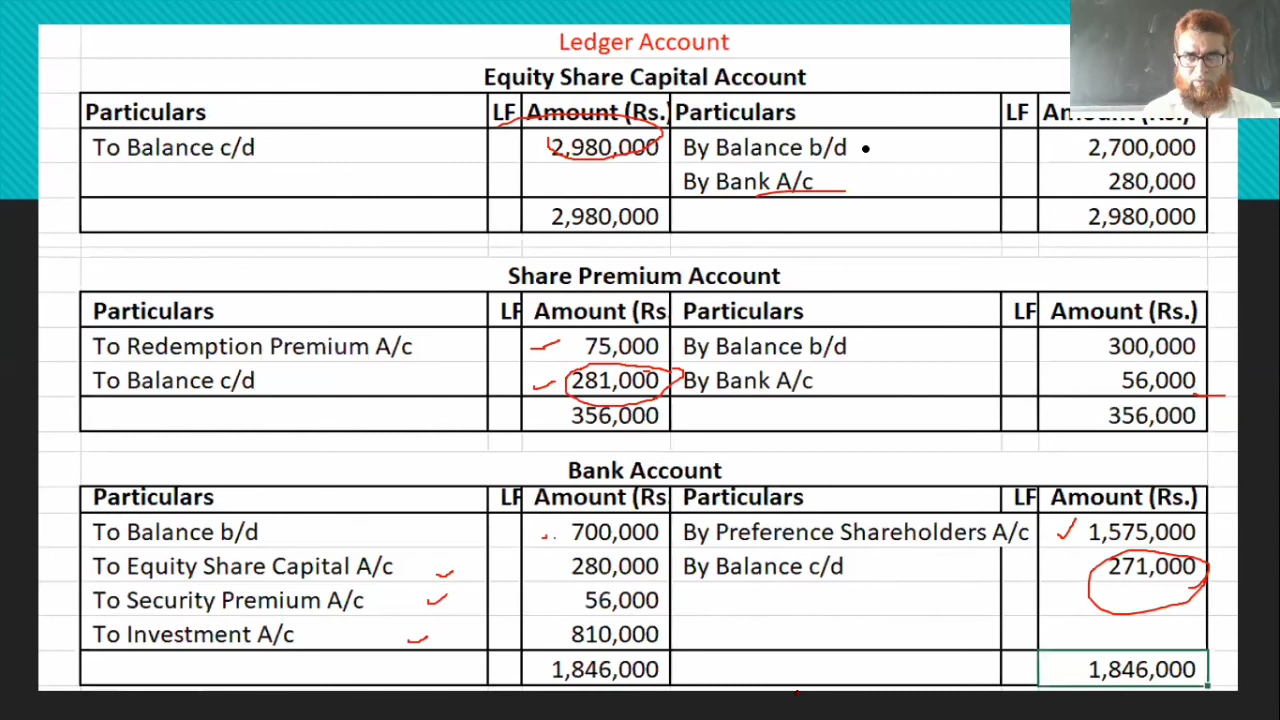 Ledger Account
Equity Share Capital Account
Particulars LF Amount (Rs.) Particulars LF An
To Balance c/d 2,980,000 By Balance b/d 2,700,000
By Bank A/c 280,000
2,980,000 2,980,000
Share Premium Account
Particulars LF Amount (Rs. Particulars LF Amount (Rs.)
To Redemption Premium A/c 75,000 By Balance b/d 300,000
To Balance c/d 281,000 By Bank A/c 56,000
356,000 356,000
Bank Account
Particulars LF Amount (Rs Particulars LF Amount (Rs.)
To Balance b/d 700,000 By Preference Shareholders A/c 1,575,000
To Equity Share Capital A/c 280,000 By Balance c/d 271,000
To Security Premium A/c 56,000
To Investment A/c 810,000
1,846,000 1,846,000